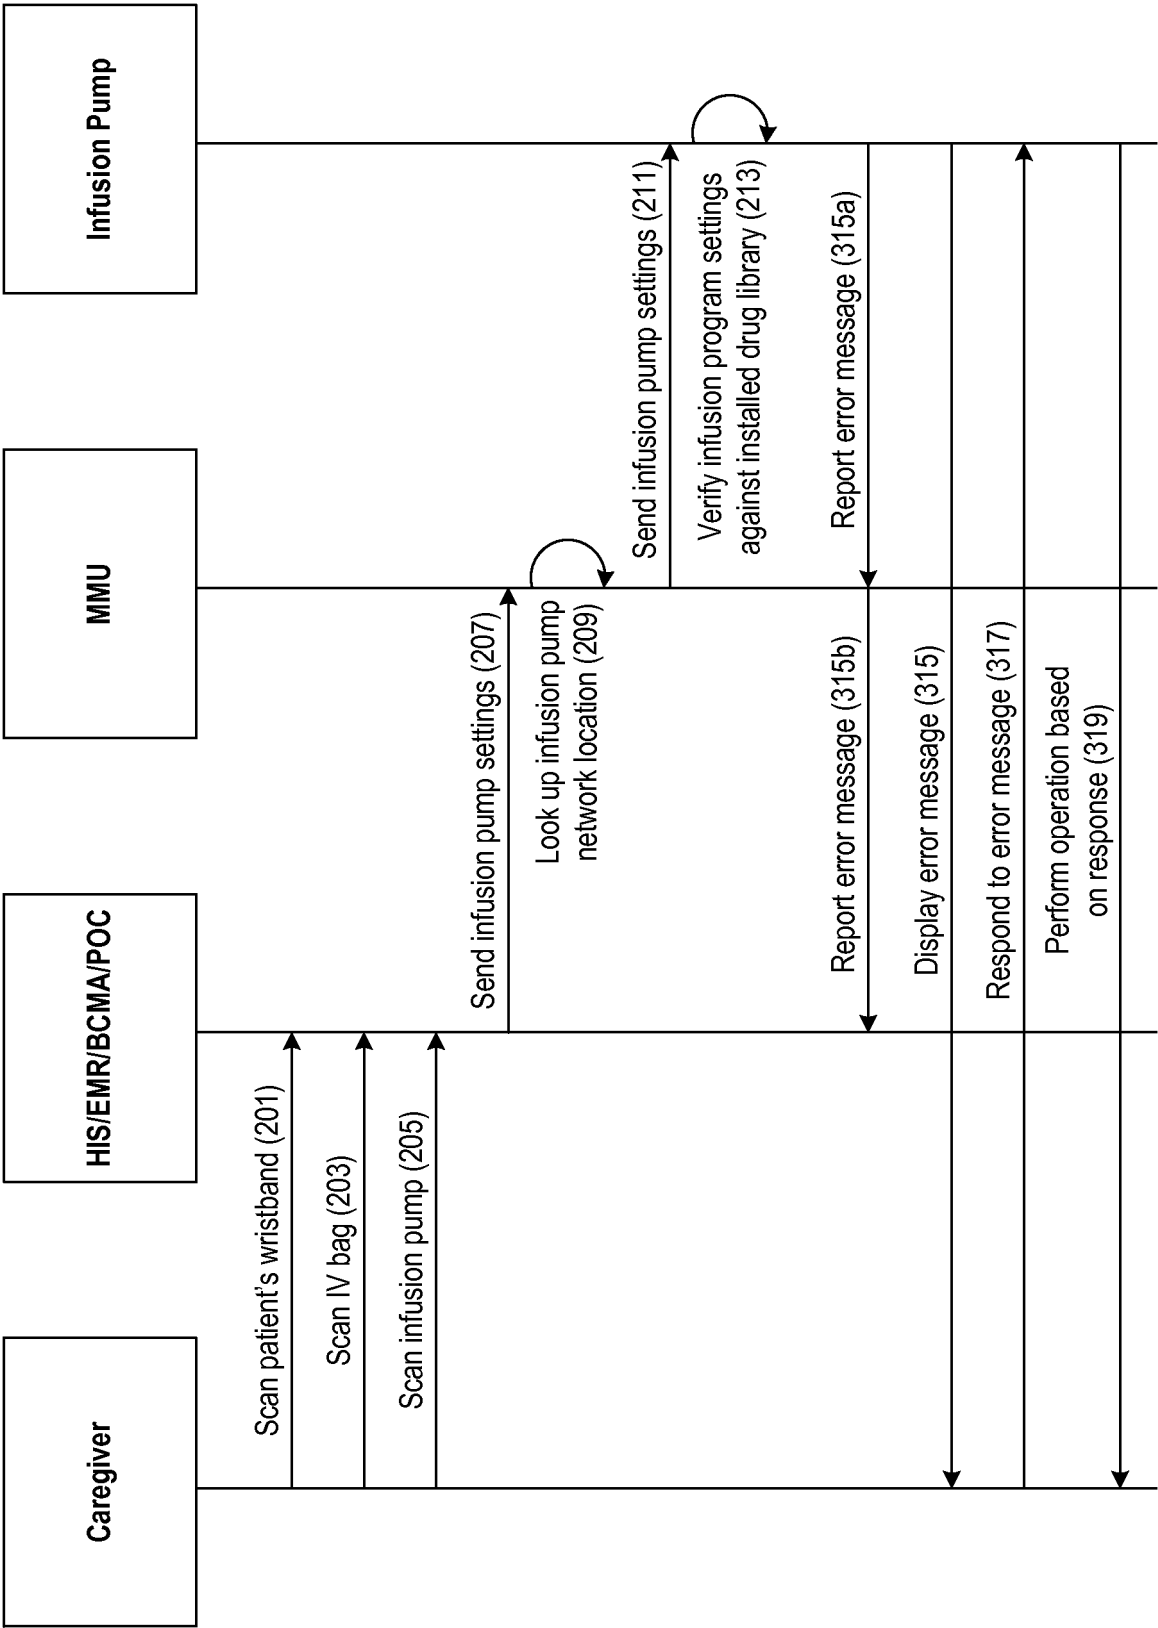 Caregiver
HIS/EMR/BCMA/POC
MMU
Infusion Pump
Scan patient's wristband (201)
Scan IV bag (203)
Scan infusion pump (205)
Send infusion pump settings (207)
Look up infusion pump
network location (209)
Send infusion pump settings (211)
Verify infusion program settings
against installed drug library (213)
Report error message (315a)
Report error message (315b)
Display error message (315)
Respond to error message (317)
Perform operation based
on response (319)